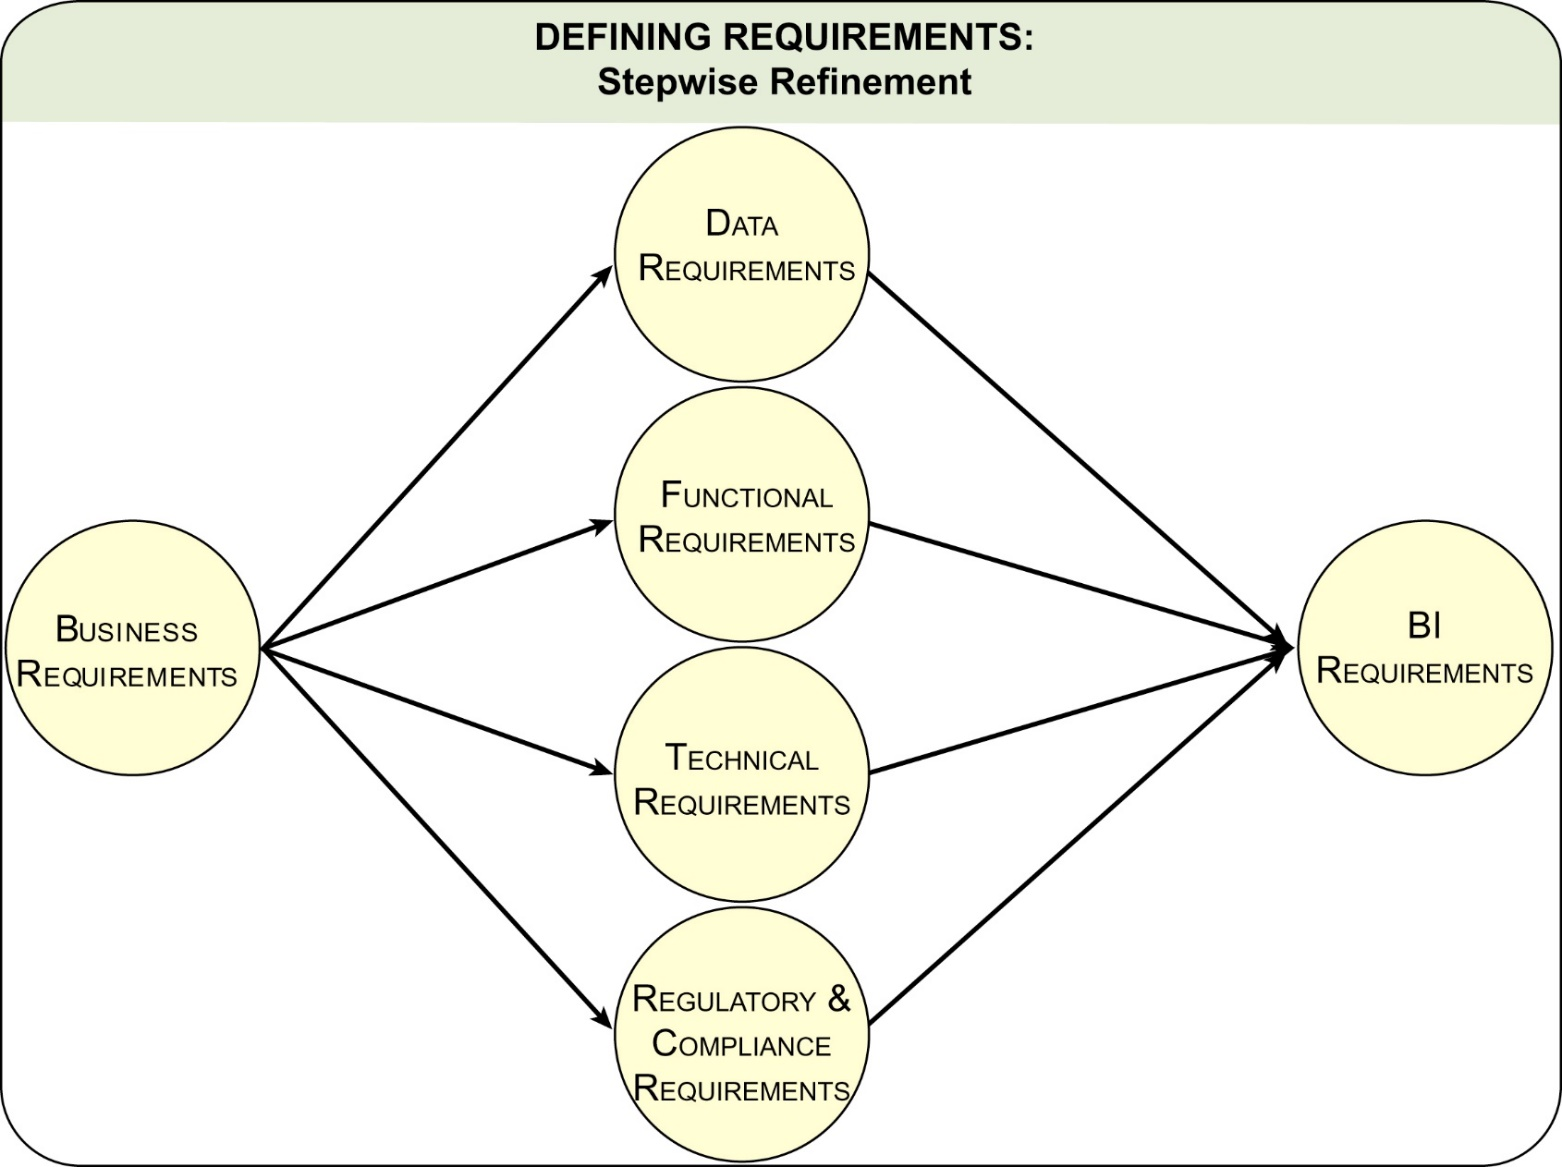 DEFINING REQUIREMENTS:
Stepwise Refinement
DATA
REQUIREMENTS
FUNCTIONAL
REQUIREMENTS
BUSINESS
REQUIREMENTS
BI
REQUIREMENTS
TECHNICAL
REQUIREMENTS
REGULATORY &
COMPLIANCE
REQUIREMENTS